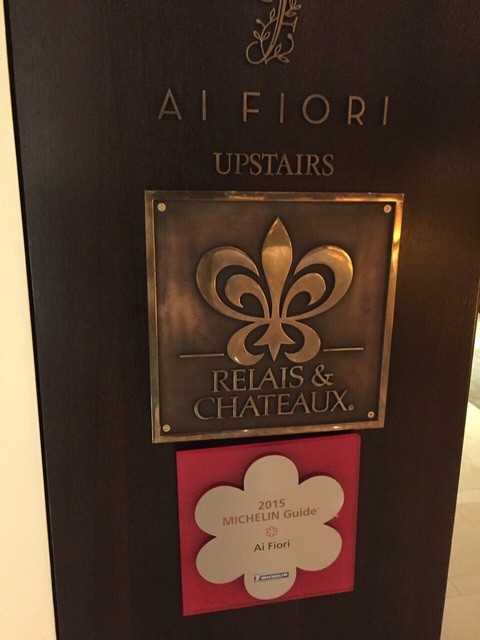 AI FIORI
UPSTAIRS
RELAIS &
CHATEAUX®
2015
MICHELIN Guide®
Ai Fiori
MICHELIN